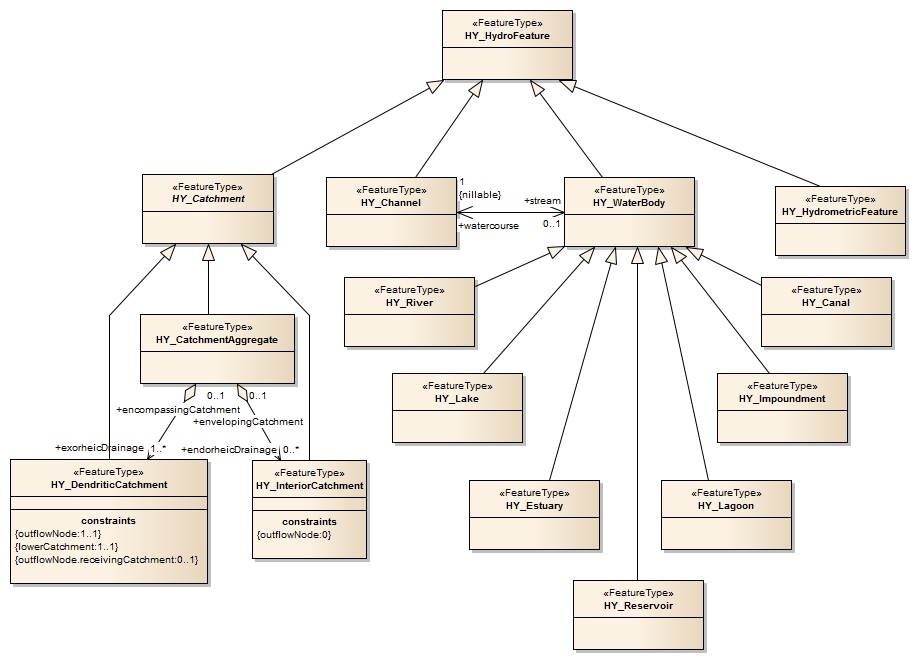 «FeatureType»
HY_HydroFeature
«FeatureType»
HY_Catchment
«FeatureType»
HY_Channel
1
{nillable}
+watercourse
+stream
0..1
«FeatureType»
HY_WaterBody
«FeatureType»
HY_HydrometricFeature
«FeatureType»
HY_River
«FeatureType»
HY_Canal
«FeatureType»
HY_CatchmentAggregate
0..1
0..1
+encompassingCatchment
+envelopingCatchment
+exorheicDrainage
1..*
+endorheicDrainage
0..*
«FeatureType»
HY_Lake
«FeatureType»
HY_Impoundment
«FeatureType»
HY_DendriticCatchment
constraints
{outflowNode:1..1}
{lowerCatchment:1..1}
{outflowNode.receivingCatchment:0..1}
«FeatureType»
HY_InteriorCatchment
constraints
{outflowNode:0}
«FeatureType»
HY_Estuary
«FeatureType»
HY_Lagoon
«FeatureType»
HY_Reservoir